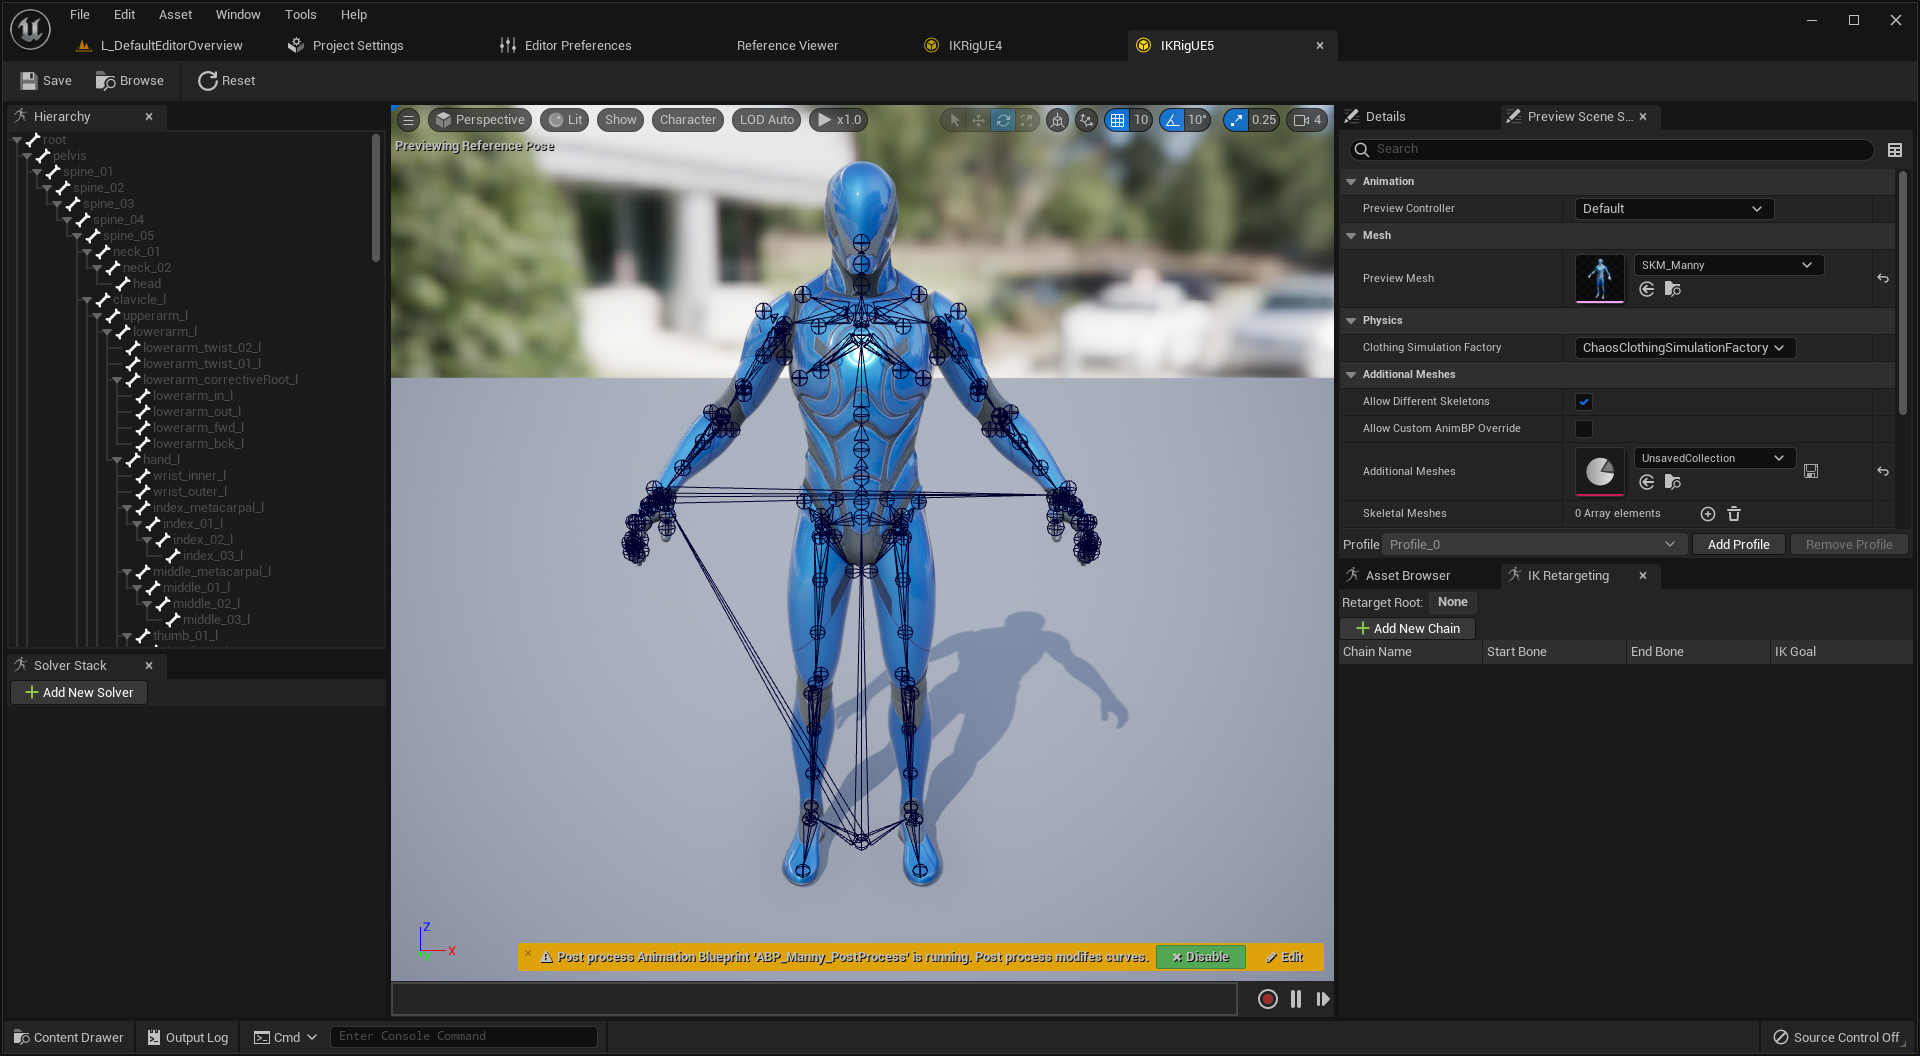 File Edit Asset Window Tools Help
L_DefaultEditorOverview
Project Settings
Editor Preferences
Reference Viewer
IKRigUE4
IKRigUE5
Save
Browse
Reset
Hierarchy
root
pelvis
spine_01
spine_02
spine_03
spine_04
spine_05
neck_01
neck_02
head
clavicle_l
upperarm_l
lowerarm_l
lowerarm_twist_02_l
lowerarm_twist_01_l
lowerarm_correctiveRoot_l
lowerarm_in_l
lowerarm_out_l
lowerarm_fwd_l
lowerarm_bck_l
hand_l
wrist_inner_l
wrist_outer_l
index_metacarpal_l
index_01_l
index_02_l
index_03_l
middle_metacarpal_l
middle_01_l
middle_02_l
middle_03_l
thumb_01_l
Solver Stack
Add New Solver
Perspective
Lit
Show
Character
LOD Auto
x1.0
10
10°
0.25
4
Previewing Reference Pose
Z
X
Post process Animation Blueprint 'ABP_Manny_PostProcess' is running. Post process modifes curves.
Disable
Edit
Details
Preview Scene S...
Search
Animation
Preview Controller
Default
Mesh
Preview Mesh
SKM_Manny
Physics
Clothing Simulation Factory
ChaosClothingSimulationFactory
Additional Meshes
Allow Different Skeletons
Allow Custom AnimBP Override
Additional Meshes
UnsavedCollection
Skeletal Meshes
0 Array elements
Profile
Profile_0
Add Profile
Remove Profile
Asset Browser
IK Retargeting
Retarget Root: None
Add New Chain
Chain Name
Start Bone
End Bone
IK Goal
Content Drawer
Output Log
Cmd
Enter Console Command
Source Control Off